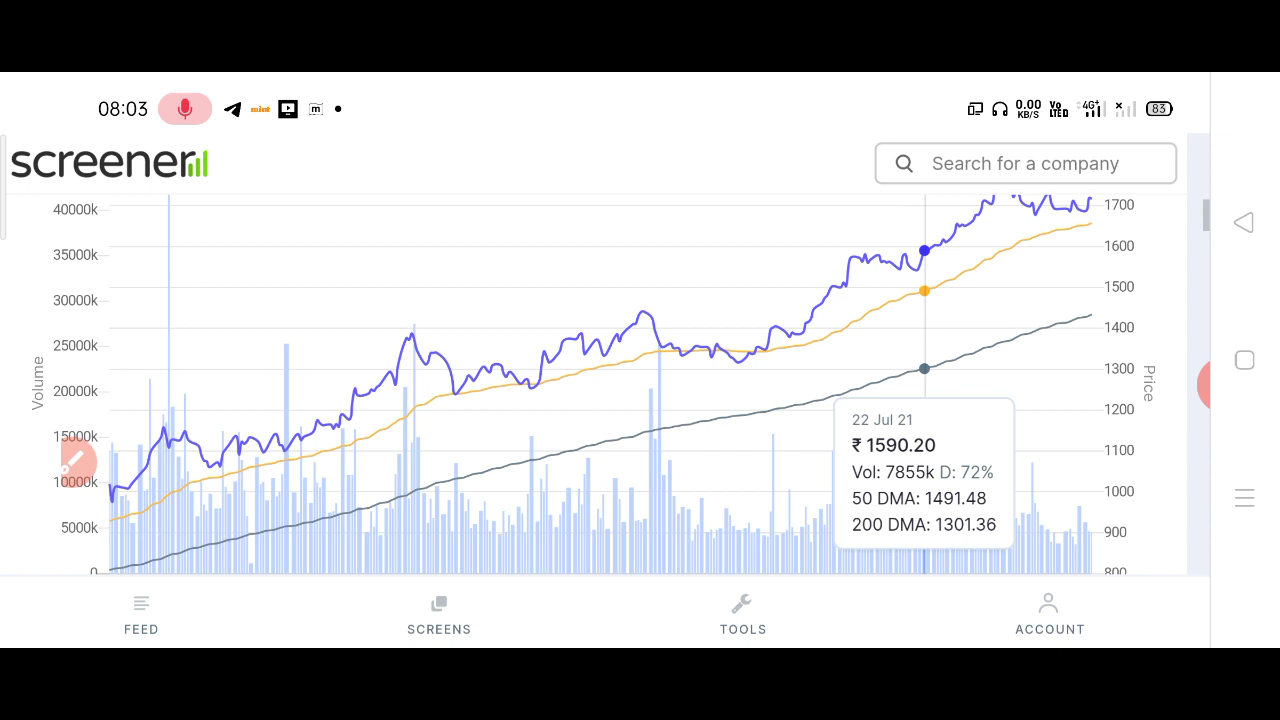 08:03 mint m 0.00 KB/S Vo LTED 4G+ 83
screener
Search for a company
40000k 1700
35000k 1600
30000k 1500
25000k 1400
20000k 1300
15000k 1200
10000k 1100
5000k 1000
0 900
800
Volume
Price
22 Jul 21
₹ 1590.20
Vol: 7855k D: 72%
50 DMA: 1491.48
200 DMA: 1301.36
FEED SCREENS TOOLS ACCOUNT